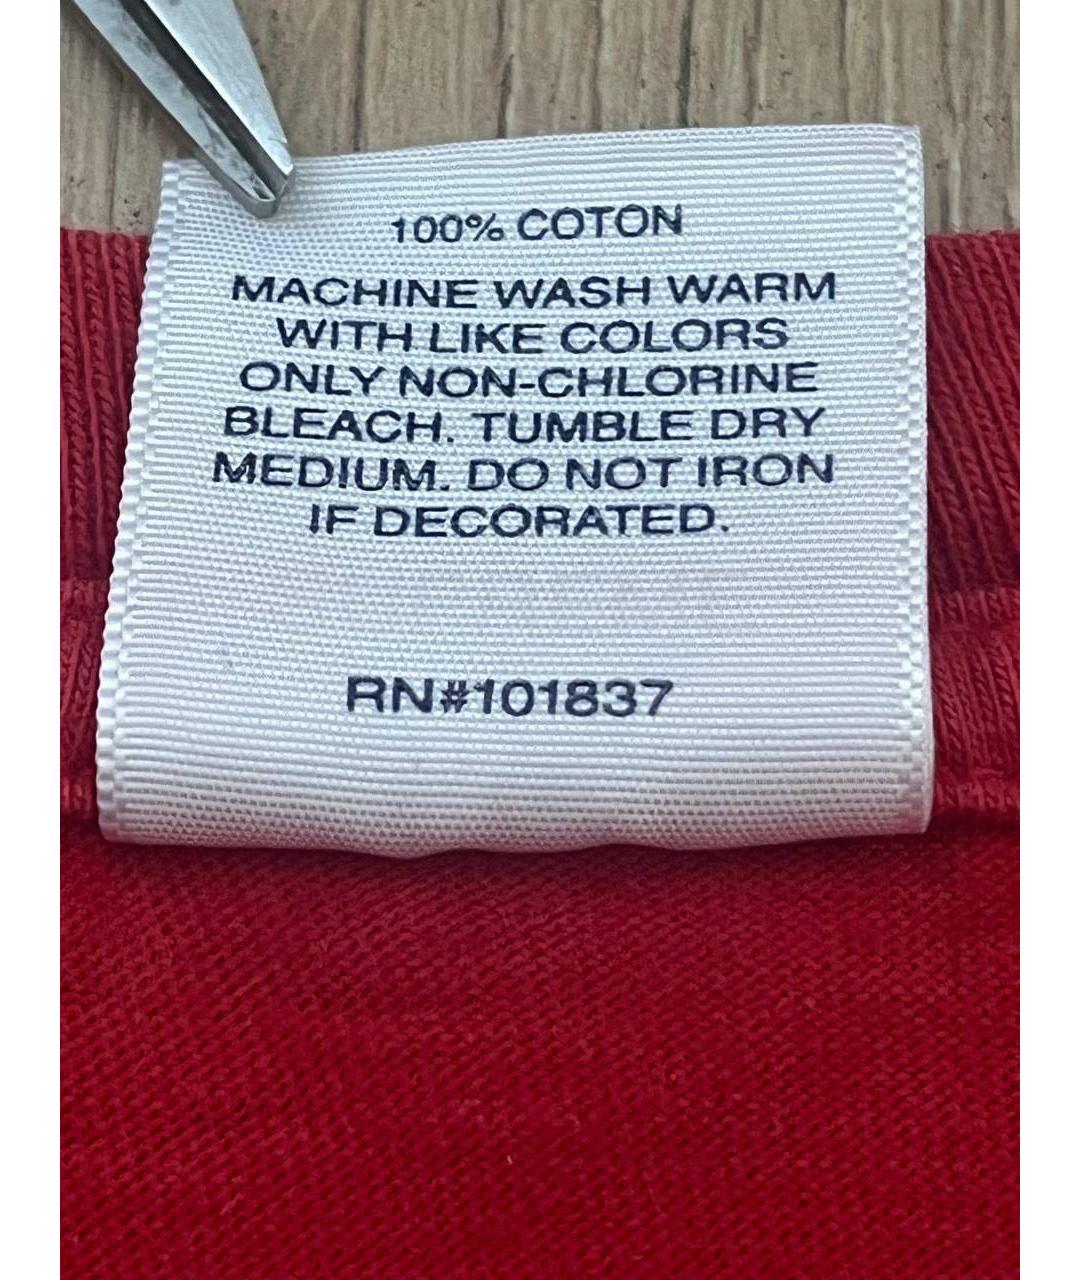 100% COTON
MACHINE WASH WARM
WITH LIKE COLORS
ONLY NON-CHLORINE
BLEACH. TUMBLE DRY
MEDIUM. DO NOT IRON
IF DECORATED.
RN#101837